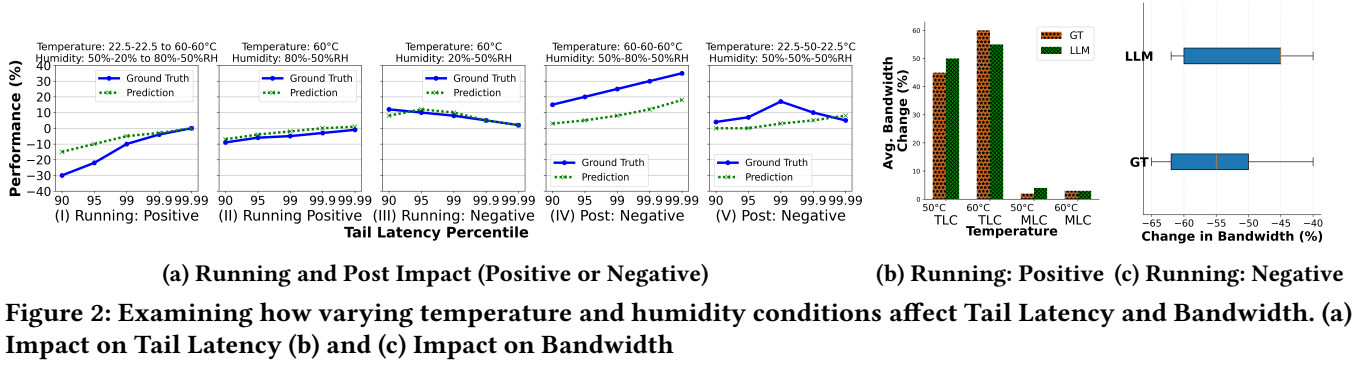 Temperature: 22.5-22.5 to 60-60°C
Humidity: 50%-20% to 80%-50%RH
Temperature: 60°C
Humidity: 80%-50%RH
Temperature: 60°C
Humidity: 20%-50%RH
Temperature: 60-60-60°C
Humidity: 50%-80%-50%RH
Temperature: 22.5-50-22.5°C
Humidity: 50%-50%-50%RH
Performance (%)
40
30
20
10
0
−10
−20
−30
−40
Ground Truth
Prediction
Ground Truth
Prediction
Ground Truth
Prediction
Ground Truth
Prediction
Ground Truth
Prediction
90 95 99 99.9 99.99
90 95 99 99.9 99.99
90 95 99 99.9 99.99
90 95 99 99.9 99.99
90 95 99 99.9 99.99
(I) Running: Positive
(II) Running Positive
(III) Running: Negative
(IV) Post: Negative
(V) Post: Negative
Tail Latency Percentile
Avg. Bandwidth
Change (%)
60
50
40
30
20
10
0
GT
LLM
50°C 60°C 50°C 60°C
TLC TLC MLC MLC
Temperature
LLM
GT
−65 −60 −55 −50 −45 −40
Change in Bandwidth (%)
(a) Running and Post Impact (Positive or Negative)
(b) Running: Positive
(c) Running: Negative
Figure 2: Examining how varying temperature and humidity conditions affect Tail Latency and Bandwidth. (a)
Impact on Tail Latency (b) and (c) Impact on Bandwidth